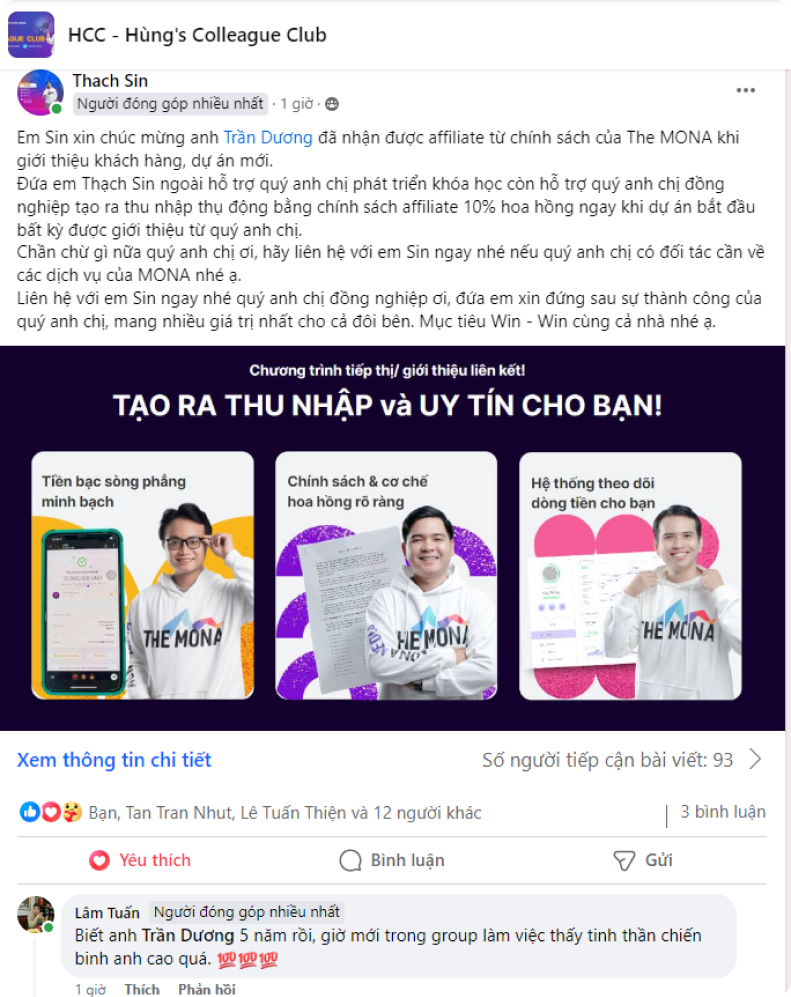 HCC - Hùng's Colleague Club
GUE CLUB
Thach Sin
Người đóng góp nhiều nhất · 1 giờ ·
Em Sin xin chúc mừng anh Trần Dương đã nhận được affiliate từ chính sách của The MONA khi
giới thiệu khách hàng, dự án mới.
Đứa em Thạch Sin ngoài hỗ trợ quý anh chị phát triển khóa học còn hỗ trợ quý anh chị đồng
nghiệp tạo ra thu nhập thụ động bằng chính sách affiliate 10% hoa hồng ngay khi dự án bắt đầu
bất kỳ được giới thiệu từ quý anh chị.
Chần chừ gì nữa quý anh chị ơi, hãy liên hệ với em Sin ngay nhé nếu quý anh chị có đối tác cần về
các dịch vụ của MONA nhé ạ.
Liên hệ với em Sin ngay nhé quý anh chị đồng nghiệp ơi, đứa em xin đứng sau sự thành công của
quý anh chị, mang nhiều giá trị nhất cho cả đôi bên. Mục tiêu Win - Win cùng cả nhà nhé ạ.
Chương trình tiếp thị/ giới thiệu liên kết!
TẠO RA THU NHẬP và UY TÍN CHO BẠN!
Tiền bạc sòng phẳng
minh bạch
THE MONA
Chính sách & cơ chế
hoa hồng rõ ràng
HE MONA
Hệ thống theo dõi
dòng tiền cho bạn
THE MONA
Xem thông tin chi tiết
Số người tiếp cận bài viết: 93
Bạn, Tan Tran Nhut, Lê Tuấn Thiện và 12 người khác
3 bình luận
Yêu thích
Bình luận
Gửi
Lâm Tuấn Người đóng góp nhiều nhất
Biết anh Trần Dương 5 năm rồi, giờ mới trong group làm việc thấy tinh thần chiến
binh anh cao quá. 💯💯💯
1 giờ Thích Phản hồi